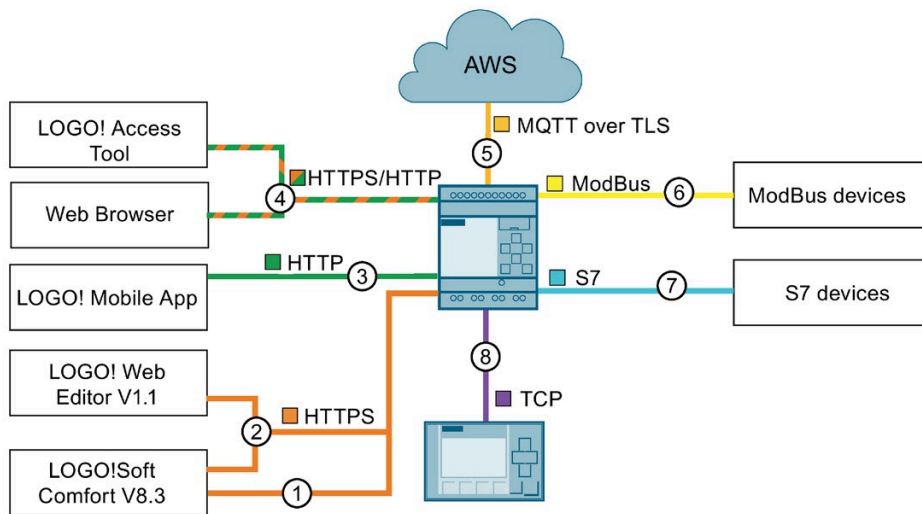 AWS
LOGO! Access
Tool
MQTT over TLS
5
HTTPS/HTTP
ModBus
4
6
Web Browser
ModBus devices
HTTP
3
S7
7
LOGO! Mobile App
S7 devices
8
LOGO! Web
Editor V1.1
TCP
HTTPS
2
LOGO!Soft
Comfort V8.3
1